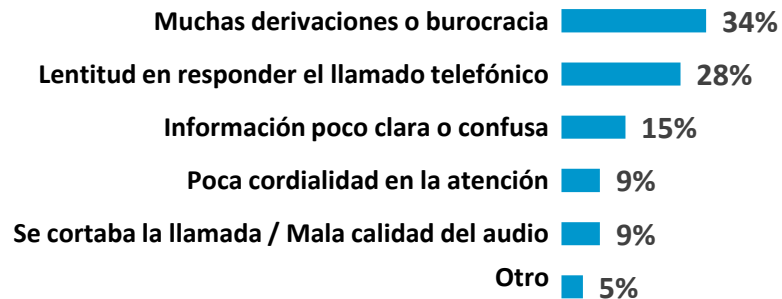 Muchas derivaciones o burocracia 34%
Lentitud en responder el llamado telefónico 28%
Información poco clara o confusa 15%
Poca cordialidad en la atención 9%
Se cortaba la llamada / Mala calidad del audio 9%
Otro 5%